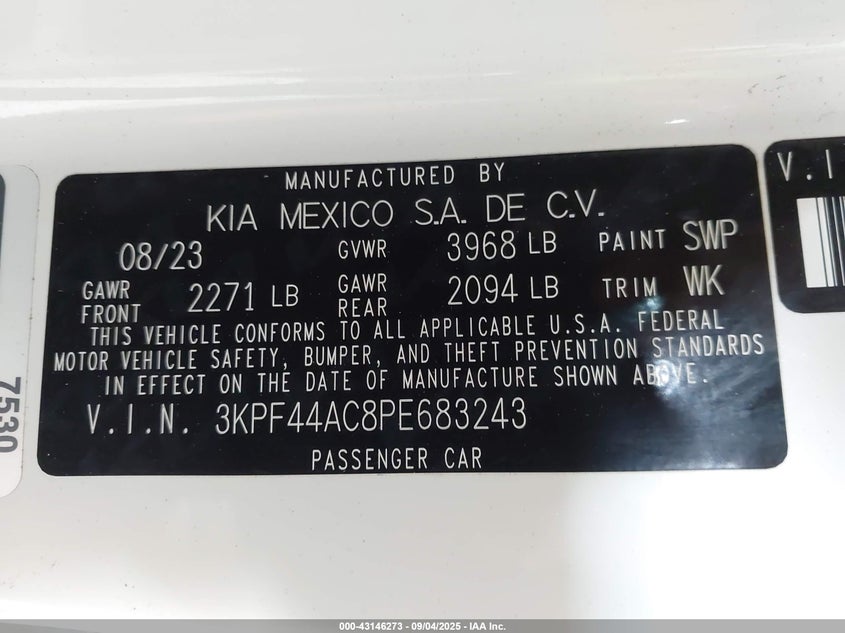 MANUFACTURED BY
KIA MEXICO S.A. DE C.V.
08/23 GVWR 3968 LB PAINT SWP
GAWR FRONT 2271 LB GAWR REAR 2094 LB TRIM WK
THIS VEHICLE CONFORMS TO ALL APPLICABLE U.S.A. FEDERAL
MOTOR VEHICLE SAFETY, BUMPER, AND THEFT PREVENTION STANDARDS
IN EFFECT ON THE DATE OF MANUFACTURE SHOWN ABOVE.
V.I.N. 3KPF44AC8PE683243
PASSENGER CAR
V.I
7530
000-43146273 - 09/04/2025 - IAA Inc.